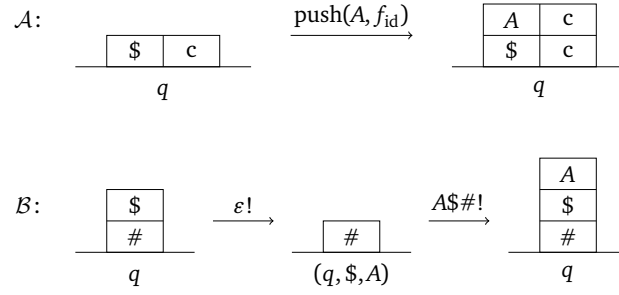 𝒜: $ c push(A, f_id) A c
$ c
q q
ℬ: $ # ε! # A$#! A $ #
q (q, $, A) q